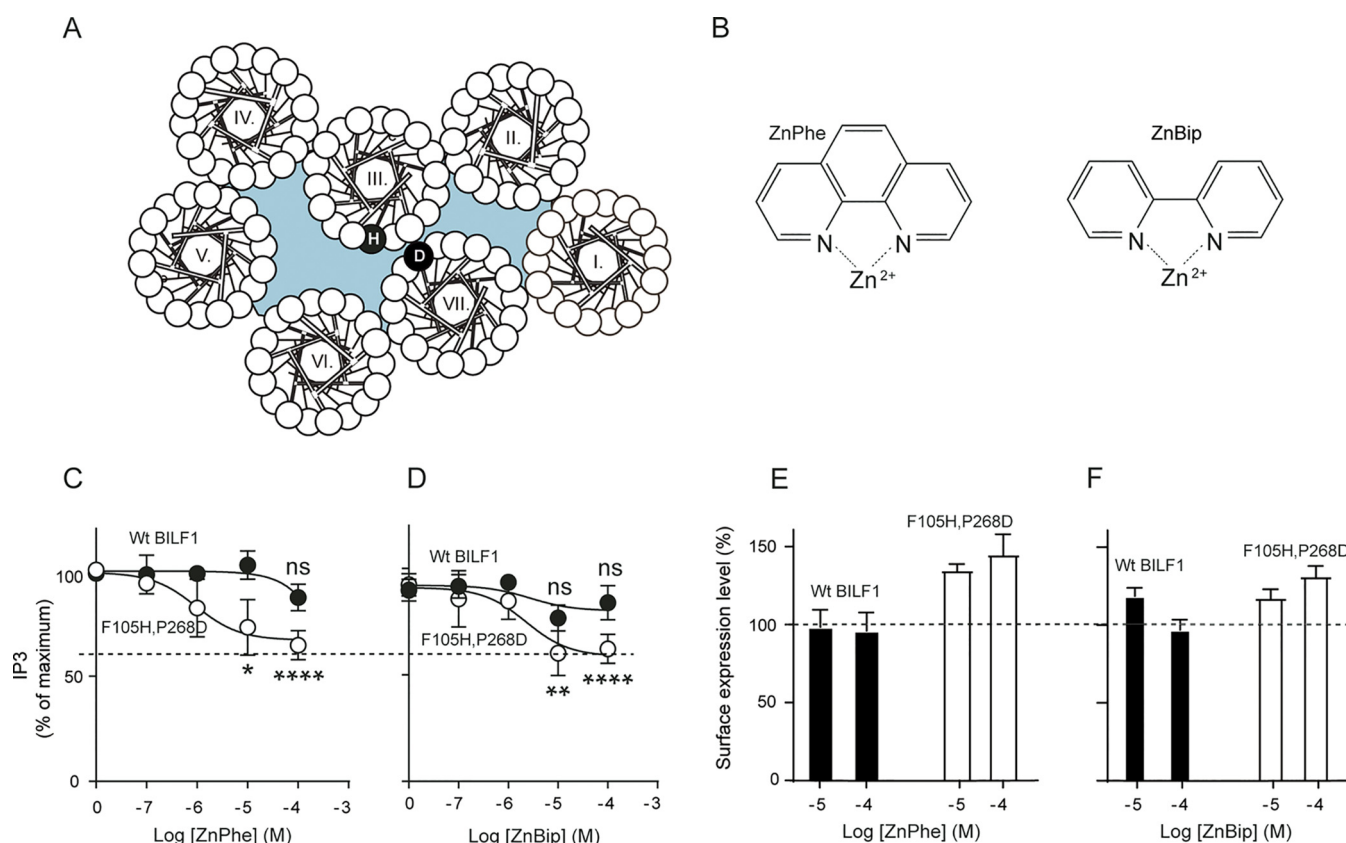 A
B
IV.
II.
III.
V.
H
D
I.
VII.
VI.
ZnPhe
N
N
Zn2+
ZnBip
N
N
Zn2+
C
D
E
F
IP3
(% of maximum)
100
50
0
Wt BILF1
ns
F105H,P268D
*
****
0
-7
-6
-5
-4
-3
Log [ZnPhe] (M)
Wt BILF1
ns
ns
F105H,P268D
**
****
0
-7
-6
-5
-4
-3
Log [ZnBip] (M)
Surface expression level (%)
150
100
50
0
Wt BILF1
F105H,P268D
-5
-4
-5
-4
Log [ZnPhe] (M)
Wt BILF1
F105H,P268D
-5
-4
-5
-4
Log [ZnBip] (M)